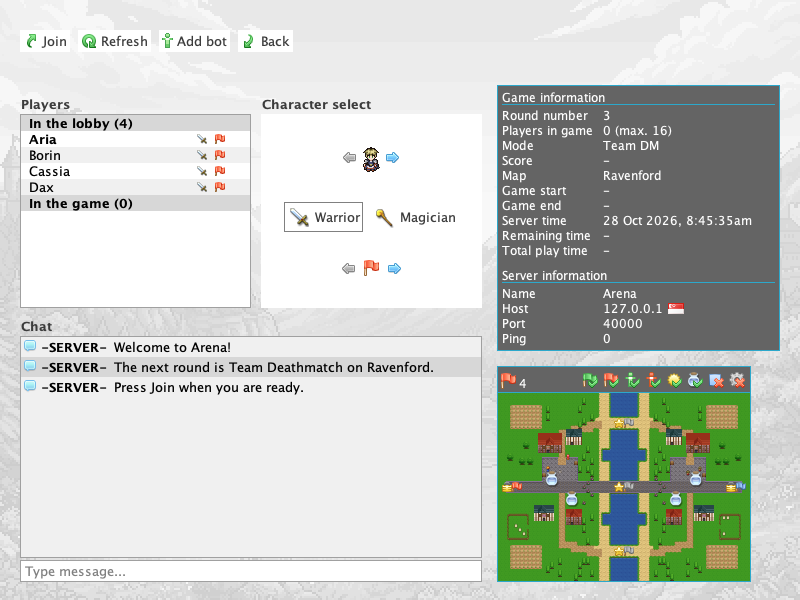 Join Refresh Add bot Back
Players
In the lobby (4)
Aria
Borin
Cassia
Dax
In the game (0)
Character select
Warrior Magician
Chat
-SERVER- Welcome to Arena!
-SERVER- The next round is Team Deathmatch on Ravenford.
-SERVER- Press Join when you are ready.
Type message...
Game information
Round number 3
Players in game 0 (max. 16)
Mode Team DM
Score –
Map Ravenford
Game start –
Game end –
Server time 28 Oct 2026, 8:45:35am
Remaining time –
Total play time –
Server information
Name Arena
Host 127.0.0.1
Port 40000
Ping 0
4